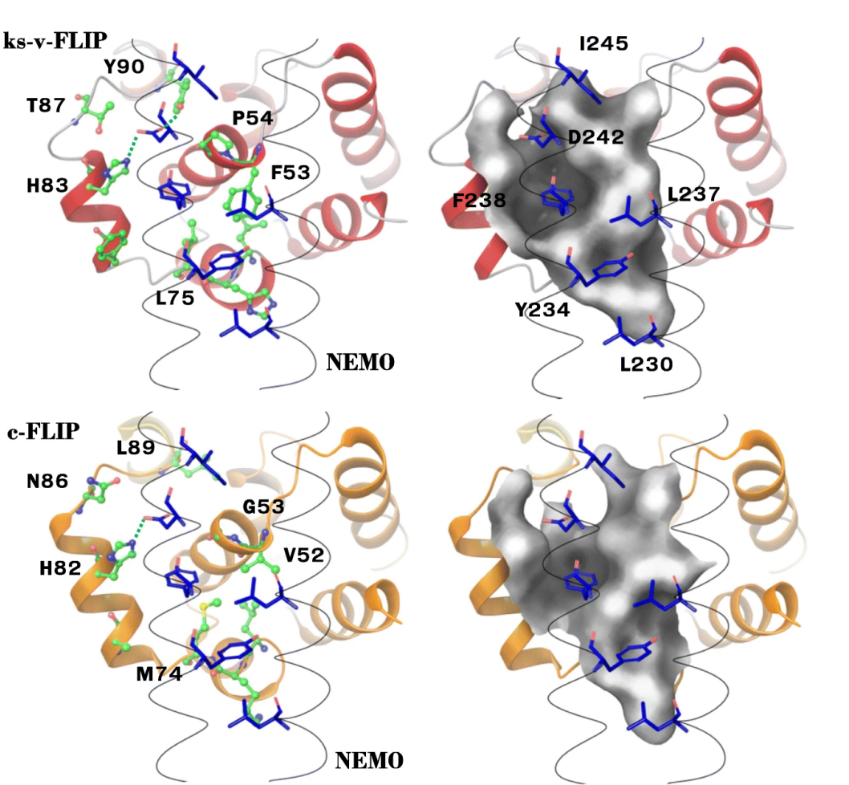 ks-v-FLIP
Y90
T87
P54
F53
H83
L75
NEMO
I245
D242
F238
L237
Y234
L230
c-FLIP
L89
N86
G53
V52
H82
M74
NEMO